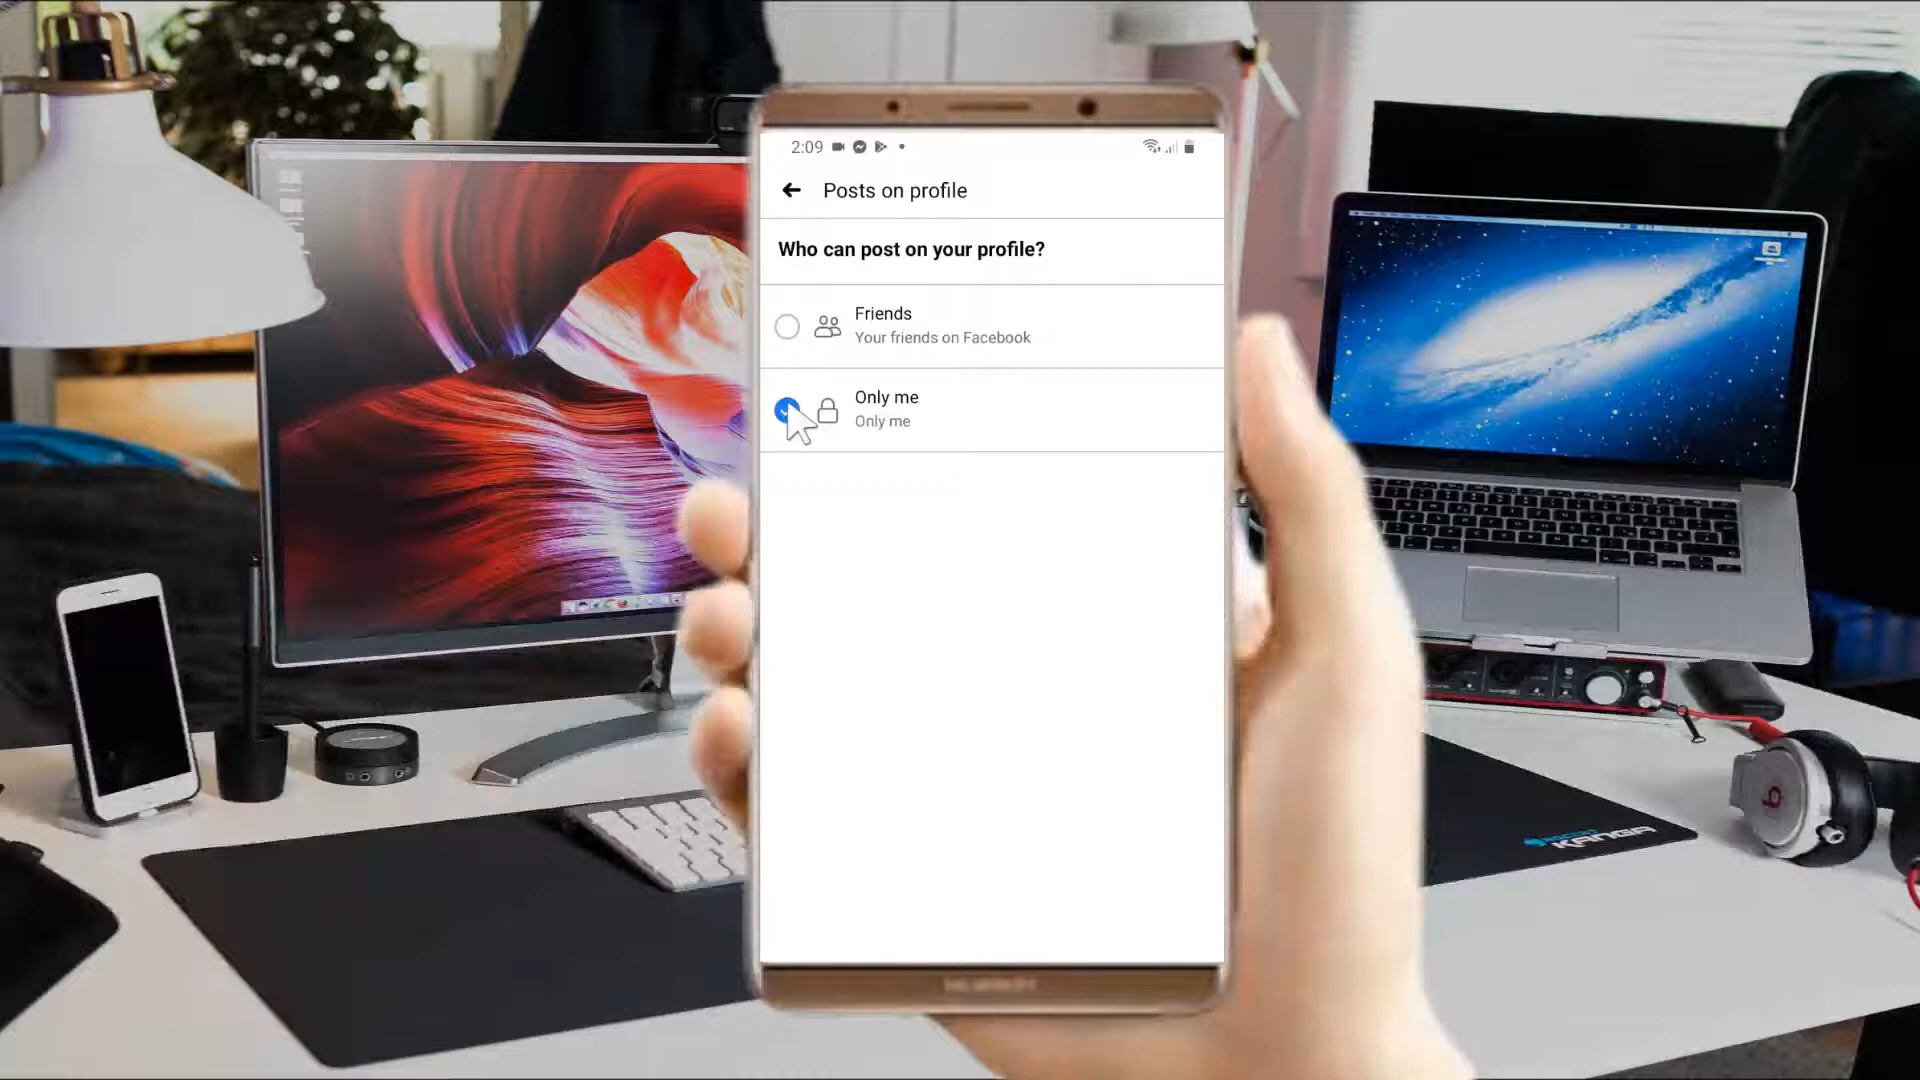 2:09
Posts on profile
Who can post on your profile?
Friends
Your friends on Facebook
Only me
Only me
KANGA